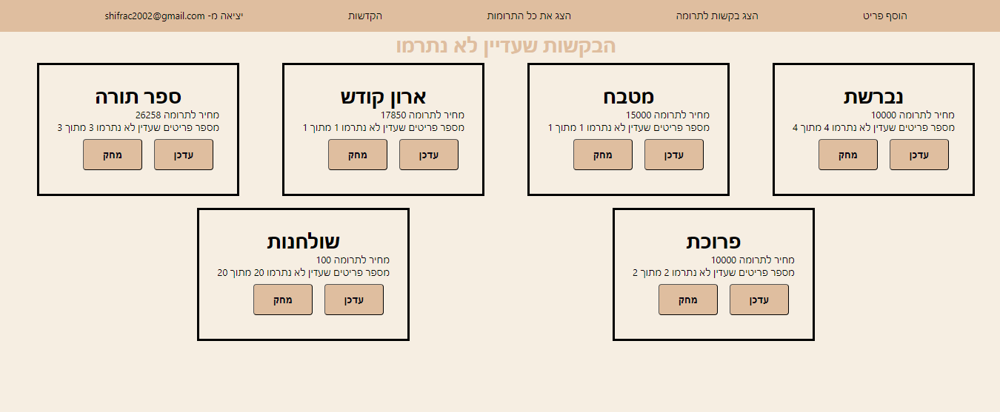 הוסף פריט
הצג בקשות לתרומה
הצג את כל התרומות
הקדשות
יציאה מ- shifrac2002@gmail.com
הבקשות שעדיין לא נתרמו
נברשת
מחיר לתרומה 10000
מספר פריטים שעדין לא נתרמו 4 מתוך 4
עדכן
מחק
מטבח
מחיר לתרומה 15000
מספר פריטים שעדין לא נתרמו 1 מתוך 1
עדכן
מחק
ארון קודש
מחיר לתרומה 17850
מספר פריטים שעדין לא נתרמו 1 מתוך 1
עדכן
מחק
ספר תורה
מחיר לתרומה 26258
מספר פריטים שעדין לא נתרמו 3 מתוך 3
עדכן
מחק
פרוכת
מחיר לתרומה 10000
מספר פריטים שעדין לא נתרמו 2 מתוך 2
עדכן
מחק
שולחנות
מחיר לתרומה 100
מספר פריטים שעדין לא נתרמו 20 מתוך 20
עדכן
מחק